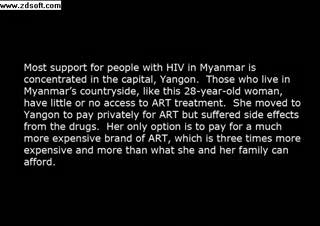 www.zdsoft.com
Most support for people with HIV in Myanmar is
concentrated in the capital, Yangon.  Those who live in
Myanmar's countryside, like this 28-year-old woman,
have little or no access to ART treatment.  She moved to
Yangon to pay privately for ART but suffered side effects
from the drugs.  Her only option is to pay for a much
more expensive brand of ART, which is three times more
expensive and more than what she and her family can
afford.